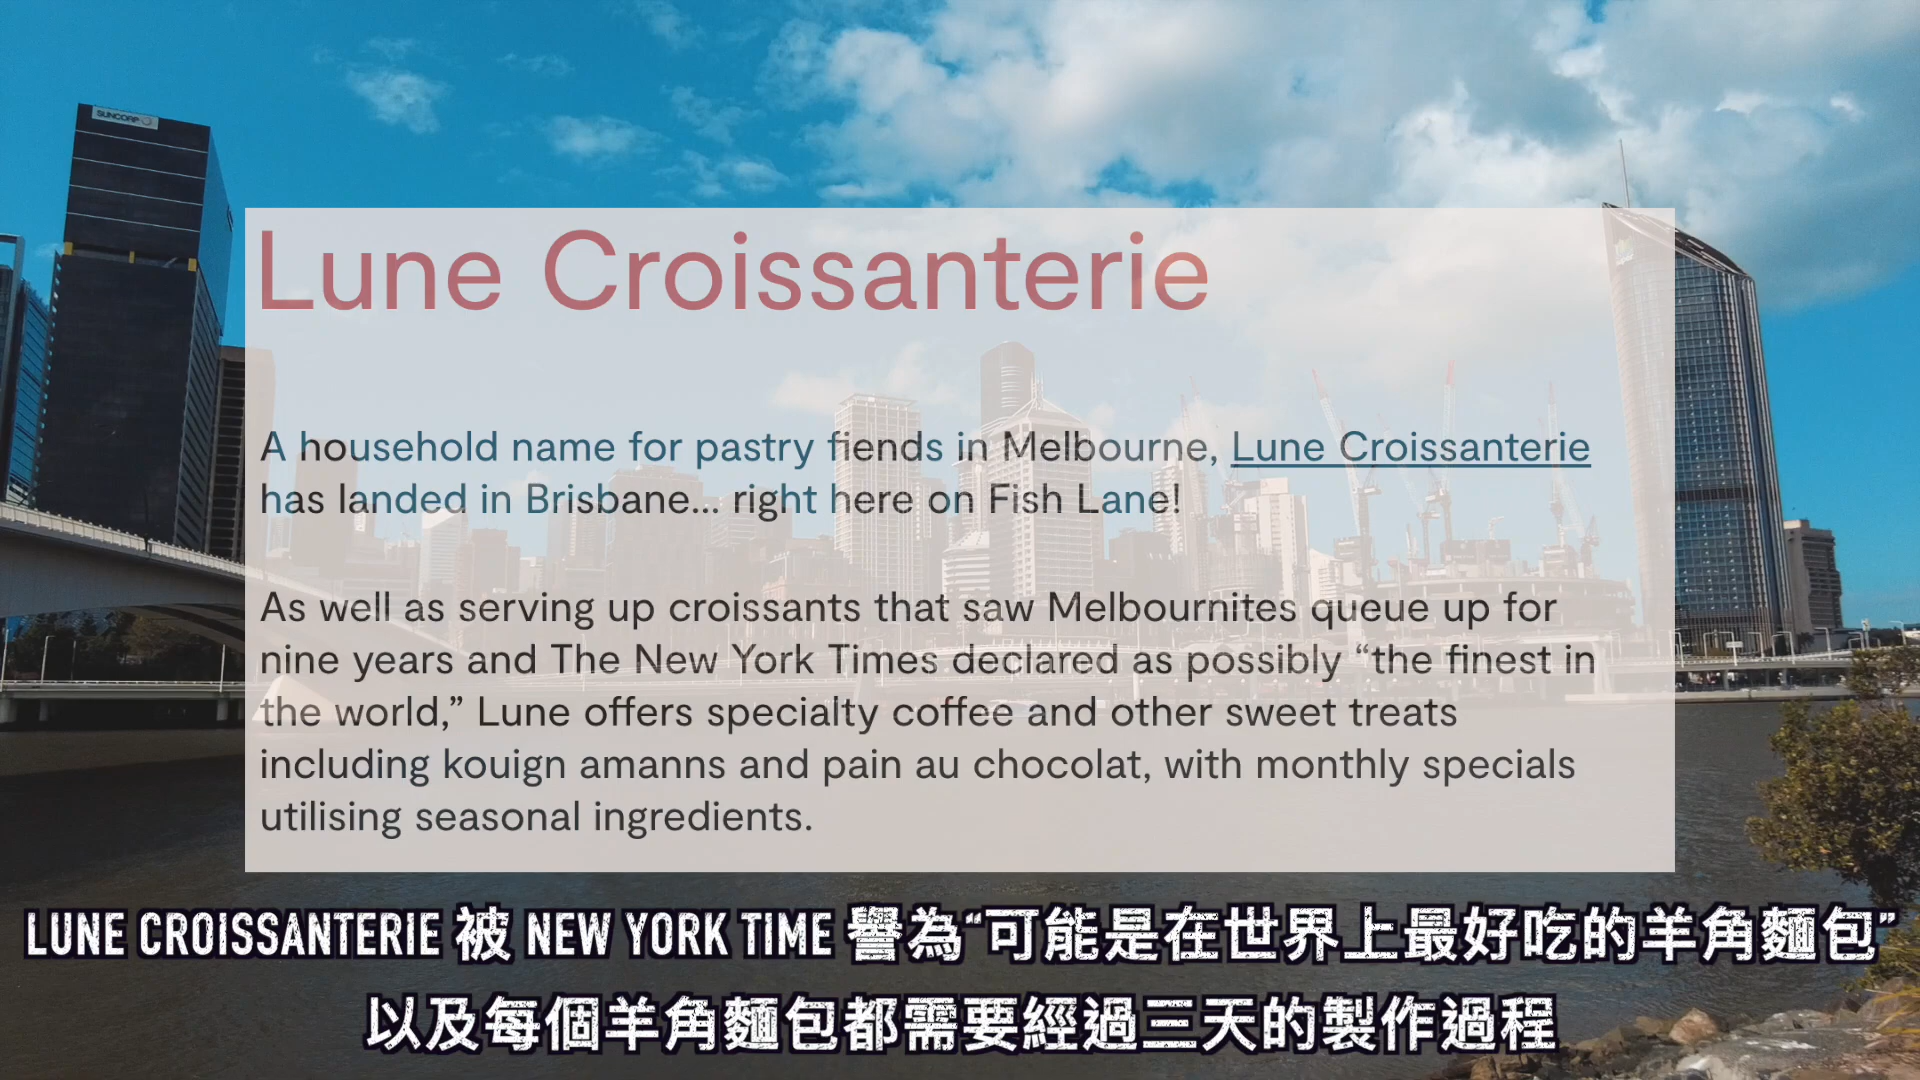 SUNCORP
Lune Croissanterie
A household name for pastry fiends in Melbourne, Lune Croissanterie
has landed in Brisbane... right here on Fish Lane!
As well as serving up croissants that saw Melbournites queue up for
nine years and The New York Times declared as possibly “the finest in
the world,” Lune offers specialty coffee and other sweet treats
including kouign amanns and pain au chocolat, with monthly specials
utilising seasonal ingredients.
LUNE CROISSANTERIE 被 NEW YORK TIME 譽為“可能是在世界上最好吃的羊角麵包”
以及每個羊角麵包都需要經過三天的製作過程